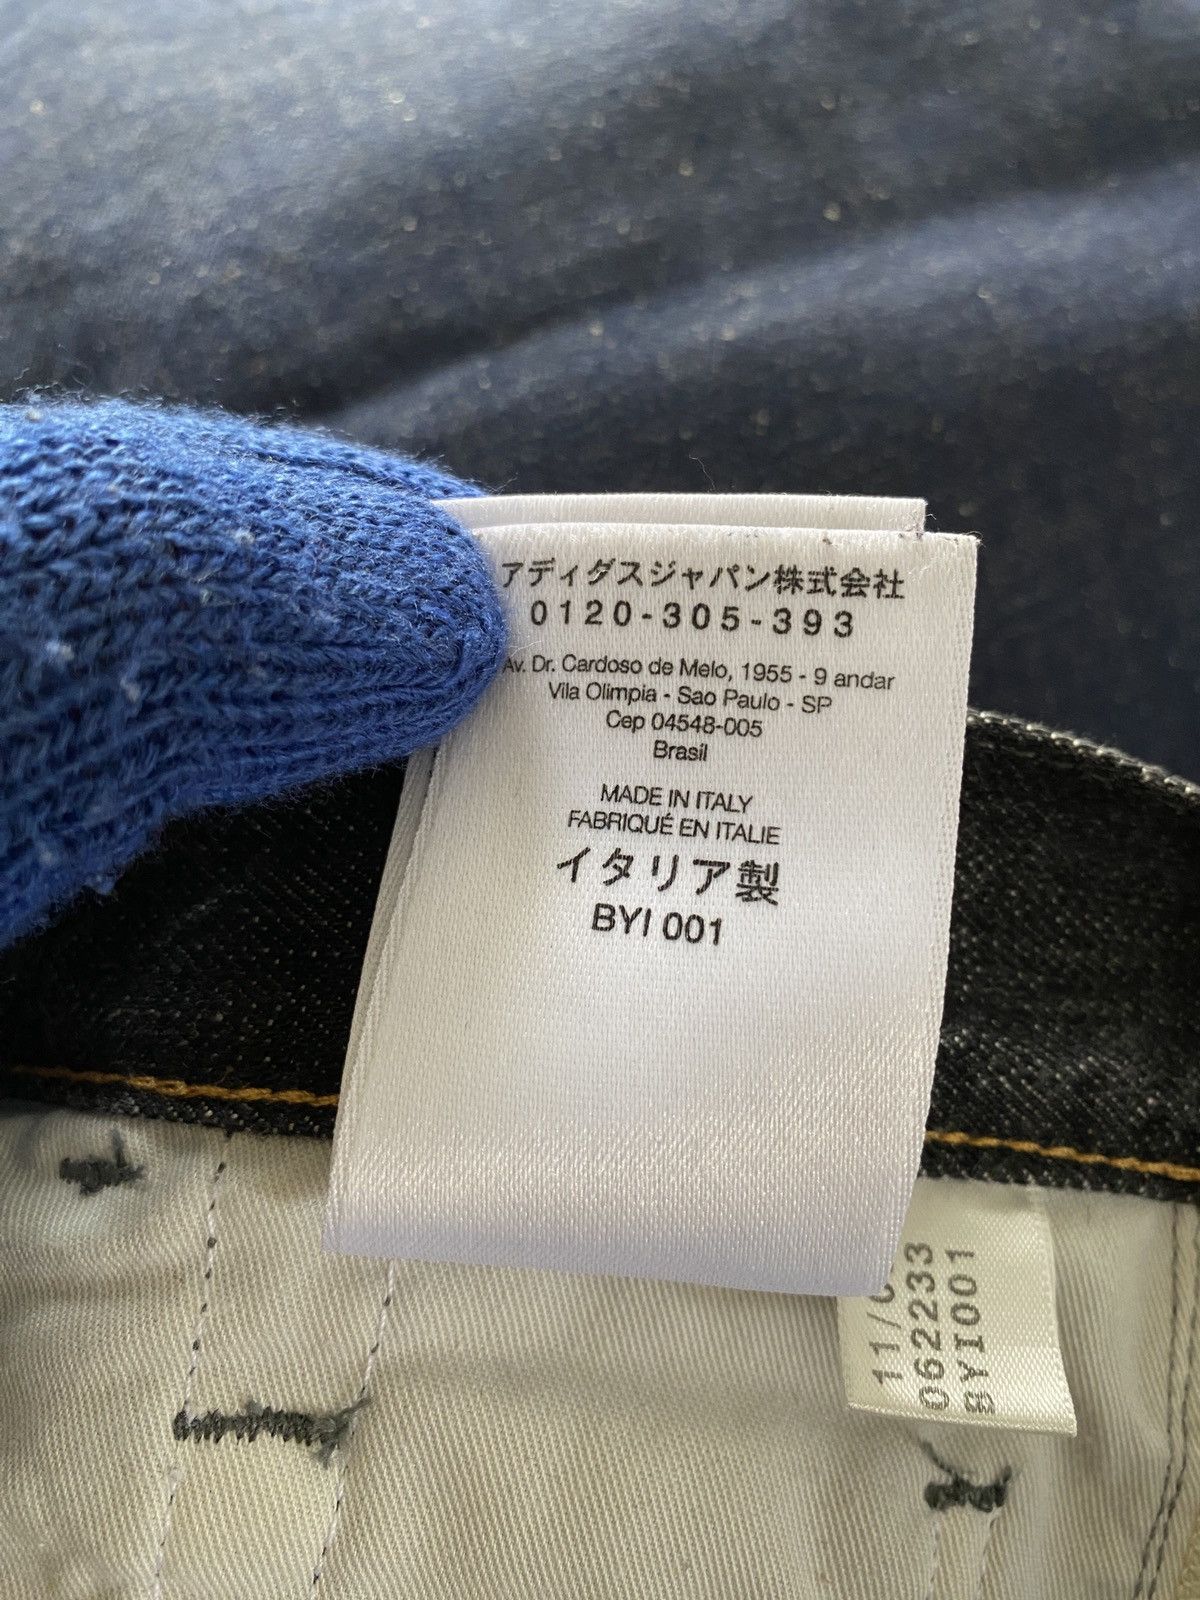 アディダスジャパン株式会社
0120-305-393
Av. Dr. Cardoso de Melo, 1955 - 9 andar
Vila Olimpia - Sao Paulo - SP
Cep 04548-005
Brasil
MADE IN ITALY
FABRIQUÉ EN ITALIE
イタリア製
BYI 001
062233
BYI001